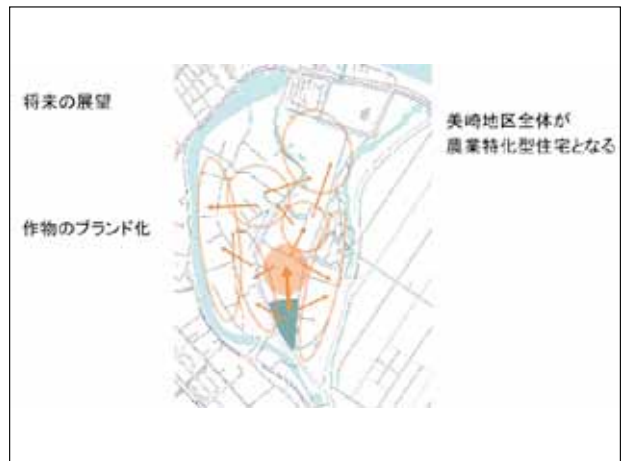 将来の展望
美崎地区全体が
農業特化型住宅となる
作物のブランド化